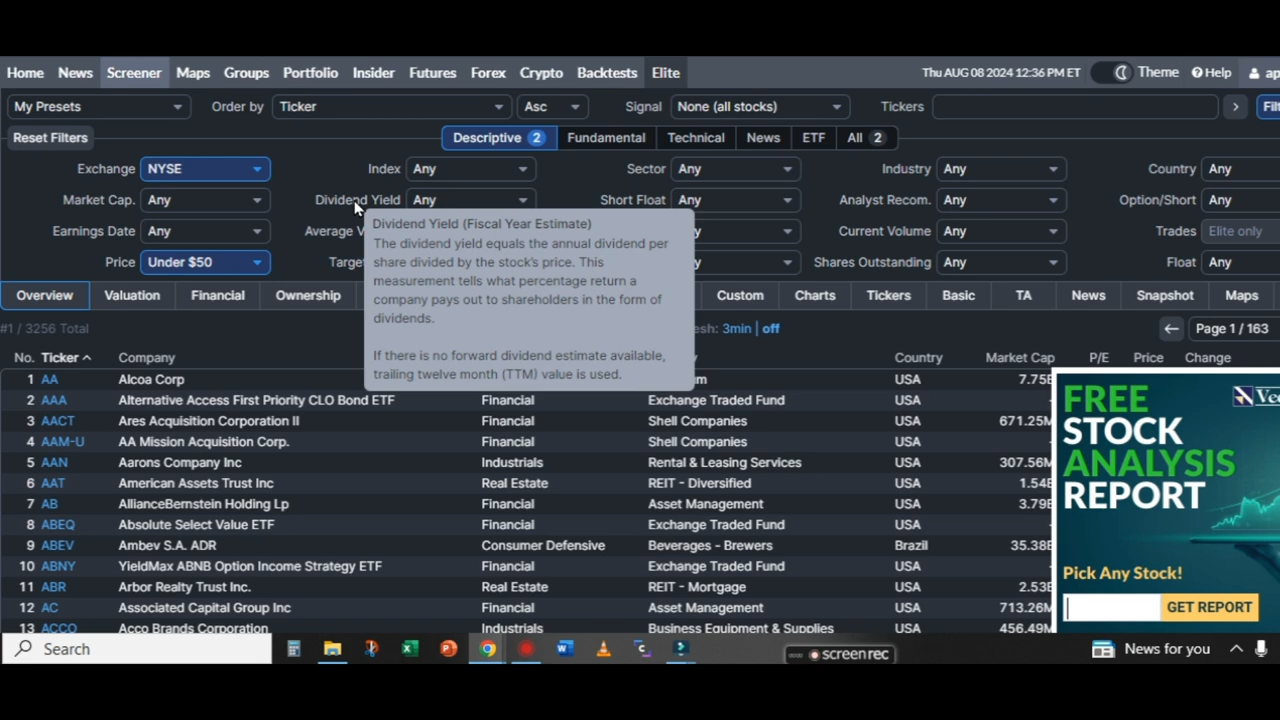 Home News Screener Maps Groups Portfolio Insider Futures Forex Crypto Backtests Elite Thu AUG 08 2024 12:36 PM ET Theme Help
My Presets Order by Ticker Asc Signal None (all stocks) Tickers >
Reset Filters Descriptive 2 Fundamental Technical News ETF All 2
Exchange NYSE Index Any Sector Any Industry Any Country Any
Market Cap. Any Dividend Yield Any Short Float Any Analyst Recom. Any Option/Short Any
Earnings Date Any Current Volume Any Trades Elite only
Price Under $50 Shares Outstanding Any Float Any
Dividend Yield (Fiscal Year Estimate)
The dividend yield equals the annual dividend per
share divided by the stock's price. This
measurement tells what percentage return a
company pays out to shareholders in the form of
dividends.
If there is no forward dividend estimate available,
trailing twelve month (TTM) value is used.
Overview Valuation Financial Ownership Custom Charts Tickers Basic TA News Snapshot Maps
#1 / 3256 Total 3min | off Page 1 / 163
No. Ticker Company Country Market Cap P/E Price Change
1 AA Alcoa Corp USA 7.75B
2 AAA Alternative Access First Priority CLO Bond ETF Financial Exchange Traded Fund USA
3 AACT Ares Acquisition Corporation II Financial Shell Companies USA 671.25M
4 AAM-U AA Mission Acquisition Corp. Financial Shell Companies USA -
5 AAN Aarons Company Inc Industrials Rental & Leasing Services USA 307.56M
6 AAT American Assets Trust Inc Real Estate REIT - Diversified USA 1.54B
7 AB AllianceBernstein Holding Lp Financial Asset Management USA 3.79B
8 ABEQ Absolute Select Value ETF Financial Exchange Traded Fund USA
9 ABEV Ambev S.A. ADR Consumer Defensive Beverages - Brewers Brazil 35.38B
10 ABNY YieldMax ABNB Option Income Strategy ETF Financial Exchange Traded Fund USA
11 ABR Arbor Realty Trust Inc. Real Estate REIT - Mortgage USA 2.53B
12 AC Associated Capital Group Inc Financial Asset Management USA 713.26M
13 ACCO Acco Brands Corporation Industrials Business Equipment & Supplies USA 456.49M
FREE
STOCK
ANALYSIS
REPORT
Pick Any Stock!
GET REPORT
Search screenrec News for you